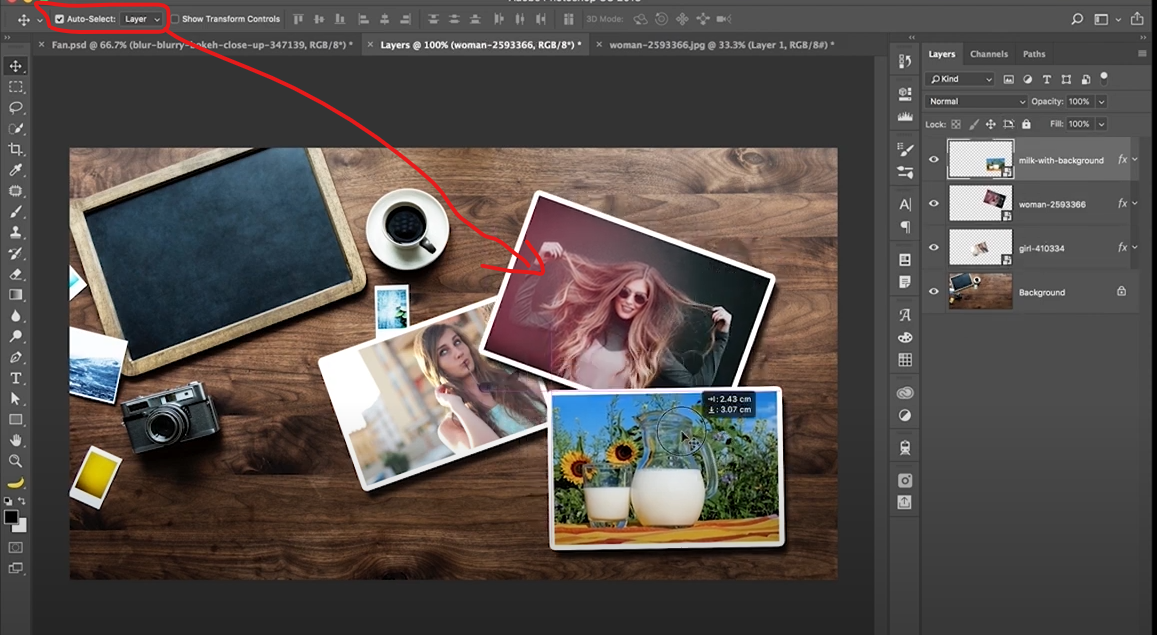 Auto-Select: Layer Show Transform Controls 3D Mode:
Fan.psd @ 66.7% (blur-blurry-bokeh-close-up-347139, RGB/8*) * Layers @ 100% (woman-2593366, RGB/8*) * woman-2593366.jpg @ 33.3% (Layer 1, RGB/8#) *
Layers Channels Paths
Kind
Normal Opacity: 100%
Lock: Fill: 100%
milk-with-background fx
woman-2593366 fx
girl-410334 fx
Background
2.43 cm
3.07 cm